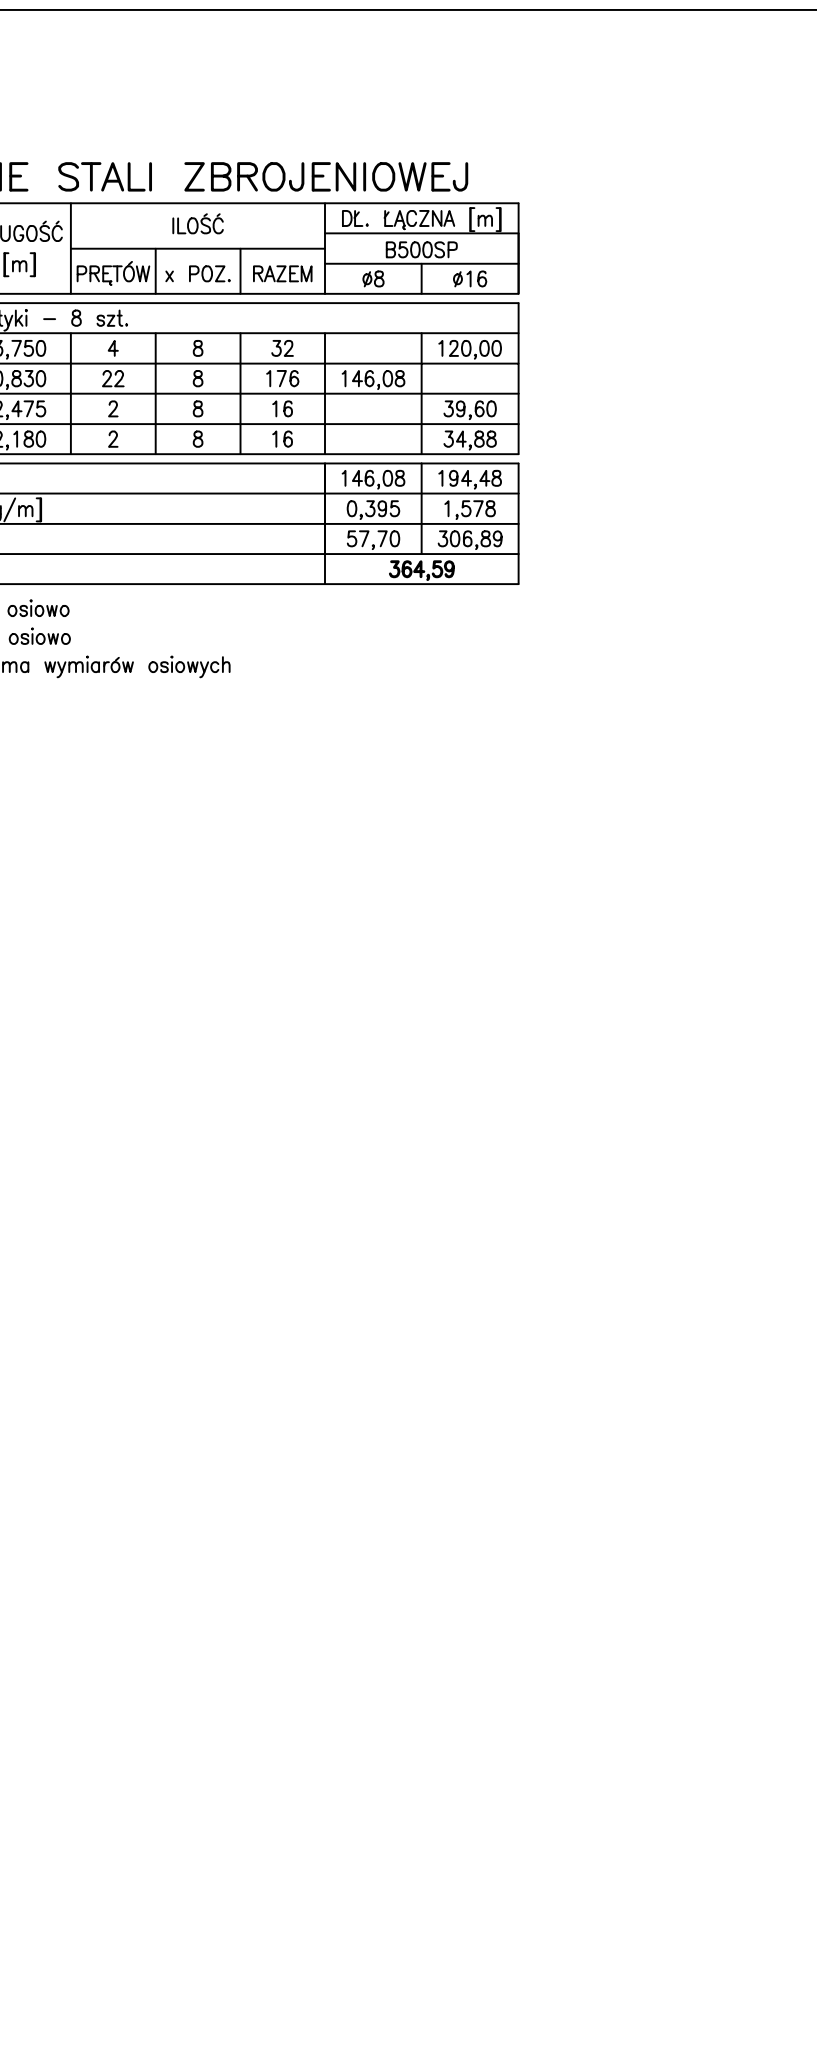 IE STALI ZBROJENIOWEJ
UGOŚĆ [m] ILOŚĆ DŁ. ŁĄCZNA [m]
B500SP
PRĘTÓW x POZ. RAZEM ø8 ø16
tyki – 8 szt.
3,750 4 8 32 120,00
0,830 22 8 176 146,08
2,475 2 8 16 39,60
2,180 2 8 16 34,88
146,08 194,48
g/m] 0,395 1,578
57,70 306,89
364,59
osiowo
osiowo
ma wymiarów osiowych